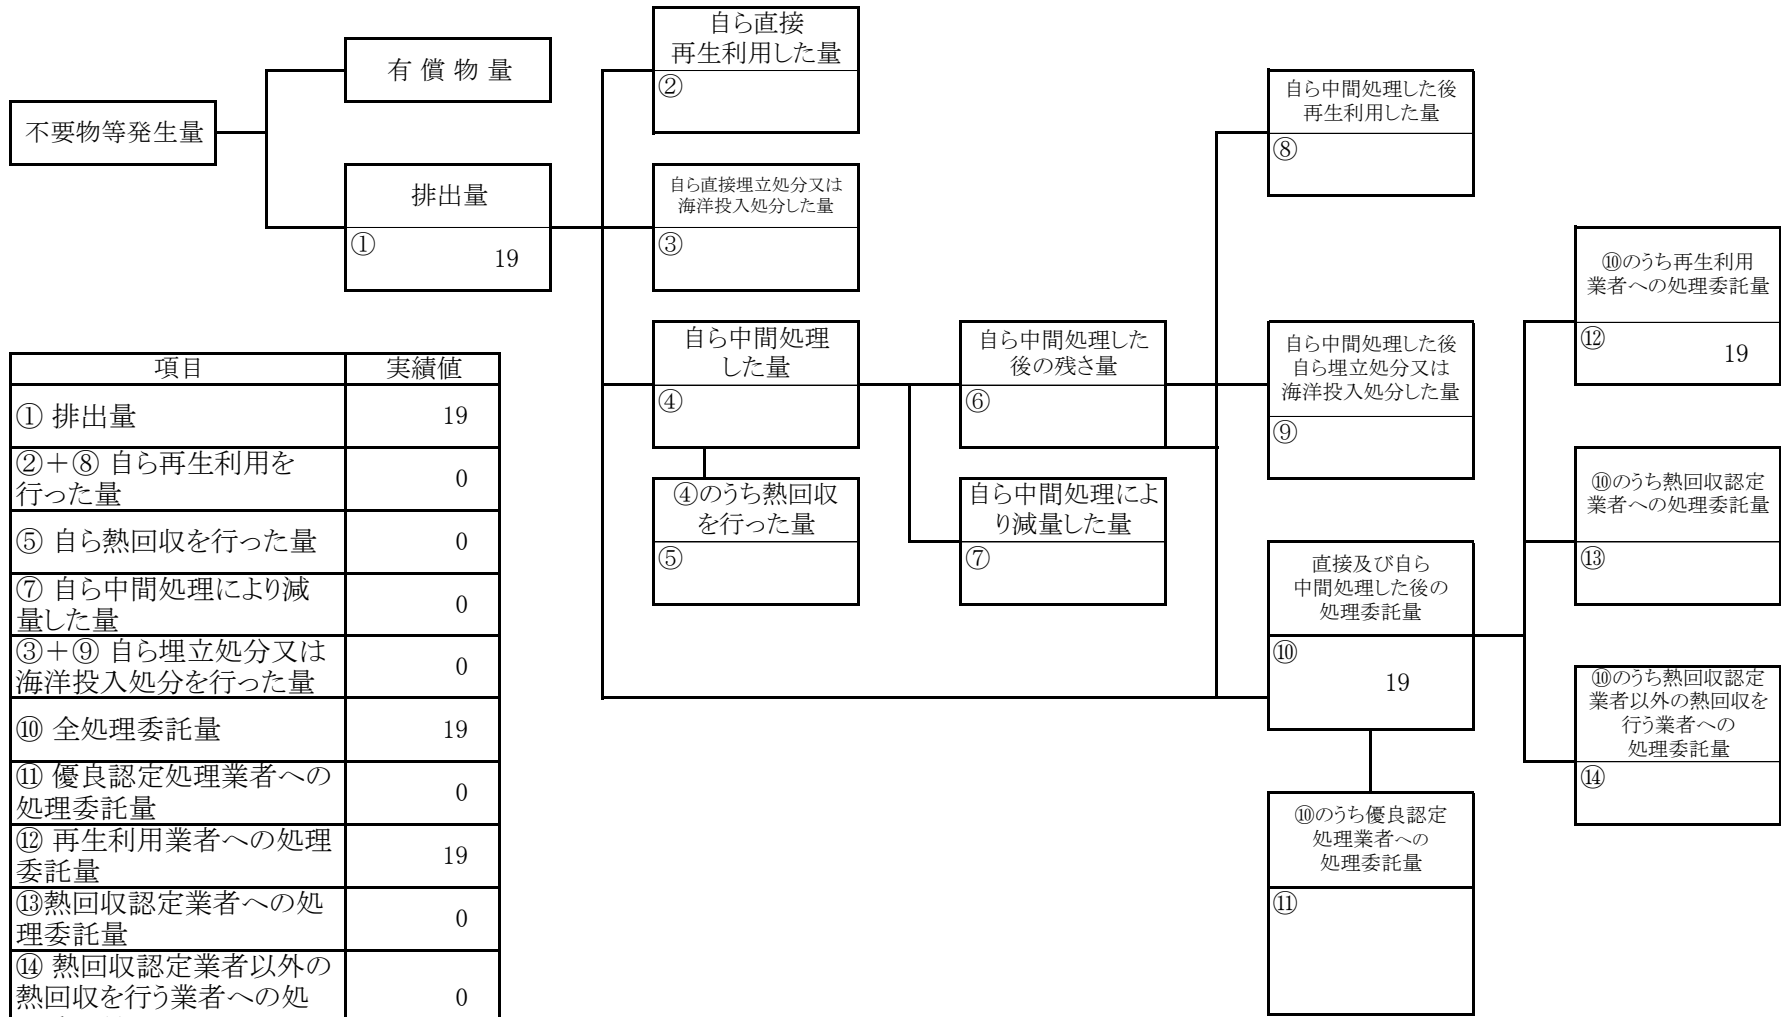 不要物等発生量
有 償 物 量
排出量
①
19
自ら直接
再生利用した量
②
自ら直接埋立処分又は
海洋投入処分した量
③
自ら中間処理
した量
④
④のうち熱回収
を行った量
⑤
自ら中間処理した
後の残さ量
⑥
自ら中間処理によ
り減量した量
⑦
自ら中間処理した後
再生利用した量
⑧
自ら中間処理した後
自ら埋立処分又は
海洋投入処分した量
⑨
直接及び自ら
中間処理した後の
処理委託量
⑩
19
⑩のうち優良認定
処理業者への
処理委託量
⑪
⑩のうち再生利用
業者への処理委託量
⑫
19
⑩のうち熱回収認定
業者への処理委託量
⑬
⑩のうち熱回収認定
業者以外の熱回収を
行う業者への
処理委託量
⑭
項目 実績値
① 排出量 19
②＋⑧ 自ら再生利用を
行った量 0
⑤ 自ら熱回収を行った量 0
⑦ 自ら中間処理により減
量した量 0
③＋⑨ 自ら埋立処分又は
海洋投入処分を行った量 0
⑩ 全処理委託量 19
⑪ 優良認定処理業者への
処理委託量 0
⑫ 再生利用業者への処理
委託量 19
⑬熱回収認定業者への処
理委託量 0
⑭ 熱回収認定業者以外の
熱回収を行う業者への処 0